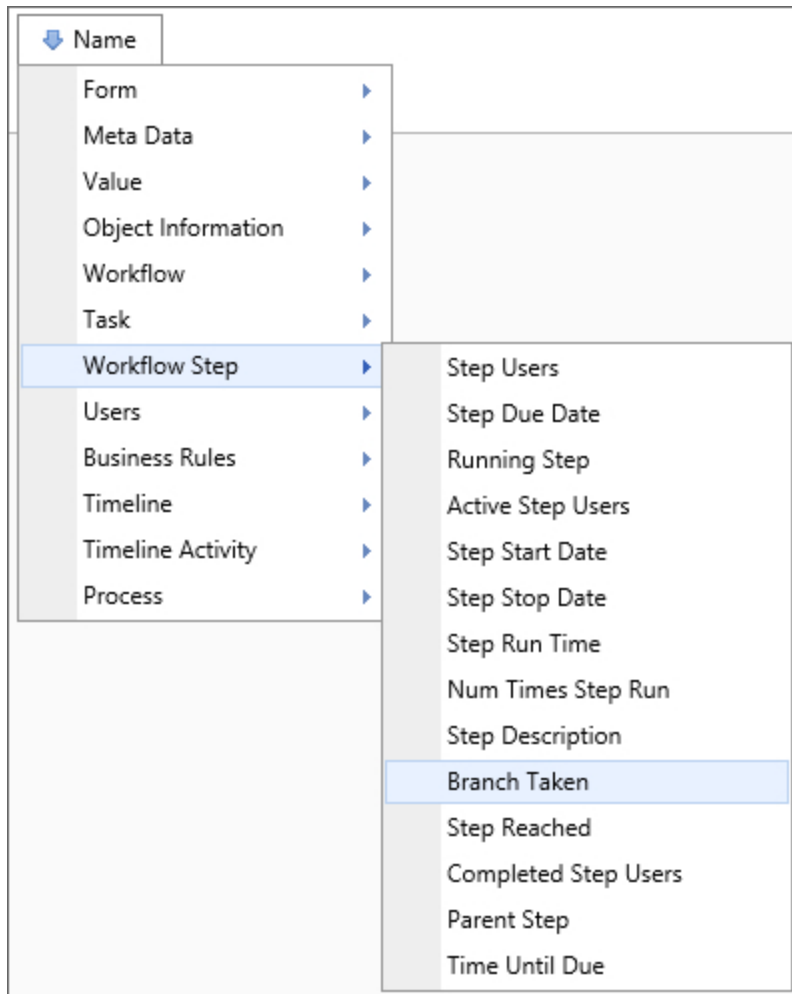 Name
Form
Meta Data
Value
Object Information
Workflow
Task
Workflow Step
Users
Business Rules
Timeline
Timeline Activity
Process
Step Users
Step Due Date
Running Step
Active Step Users
Step Start Date
Step Stop Date
Step Run Time
Num Times Step Run
Step Description
Branch Taken
Step Reached
Completed Step Users
Parent Step
Time Until Due